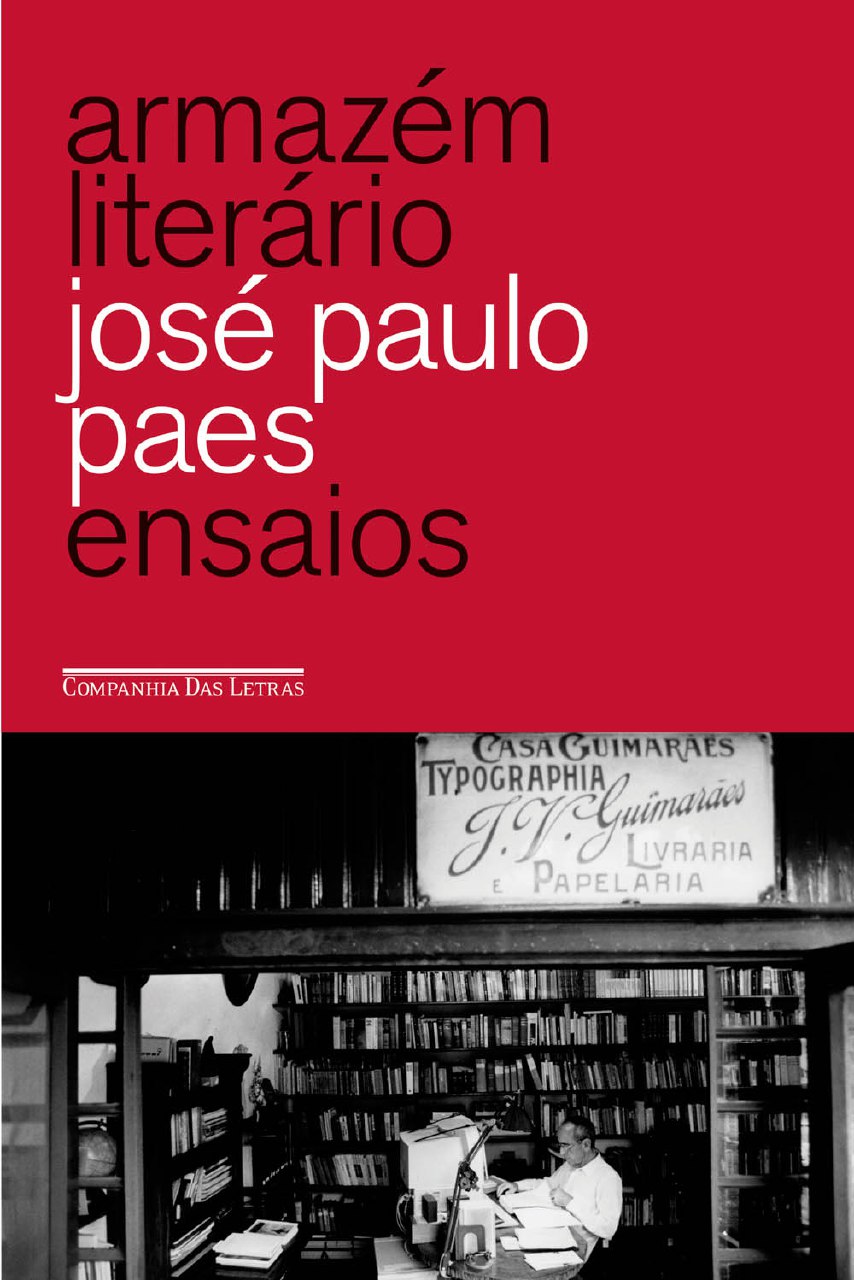 armazém
literário
josé paulo
paes
ensaios
COMPANHIA DAS LETRAS
CASA GUIMARÃES
TYPOGRAPHIA
J. V. Guimarães
LIVRARIA
E PAPELARIA